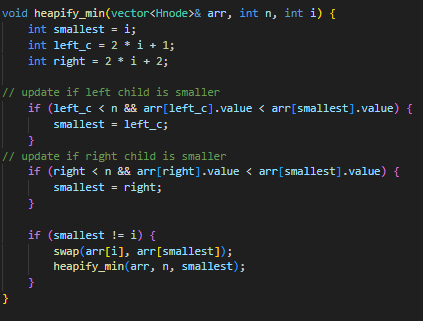 void heapify_min(vector<Hnode>& arr, int n, int i) {
    int smallest = i;
    int left_c = 2 * i + 1;
    int right = 2 * i + 2;

// update if left child is smaller
    if (left_c < n && arr[left_c].value < arr[smallest].value) {
        smallest = left_c;
    }
// update if right child is smaller
    if (right < n && arr[right].value < arr[smallest].value) {
        smallest = right;
    }

    if (smallest != i) {
        swap(arr[i], arr[smallest]);
        heapify_min(arr, n, smallest);
    }
}